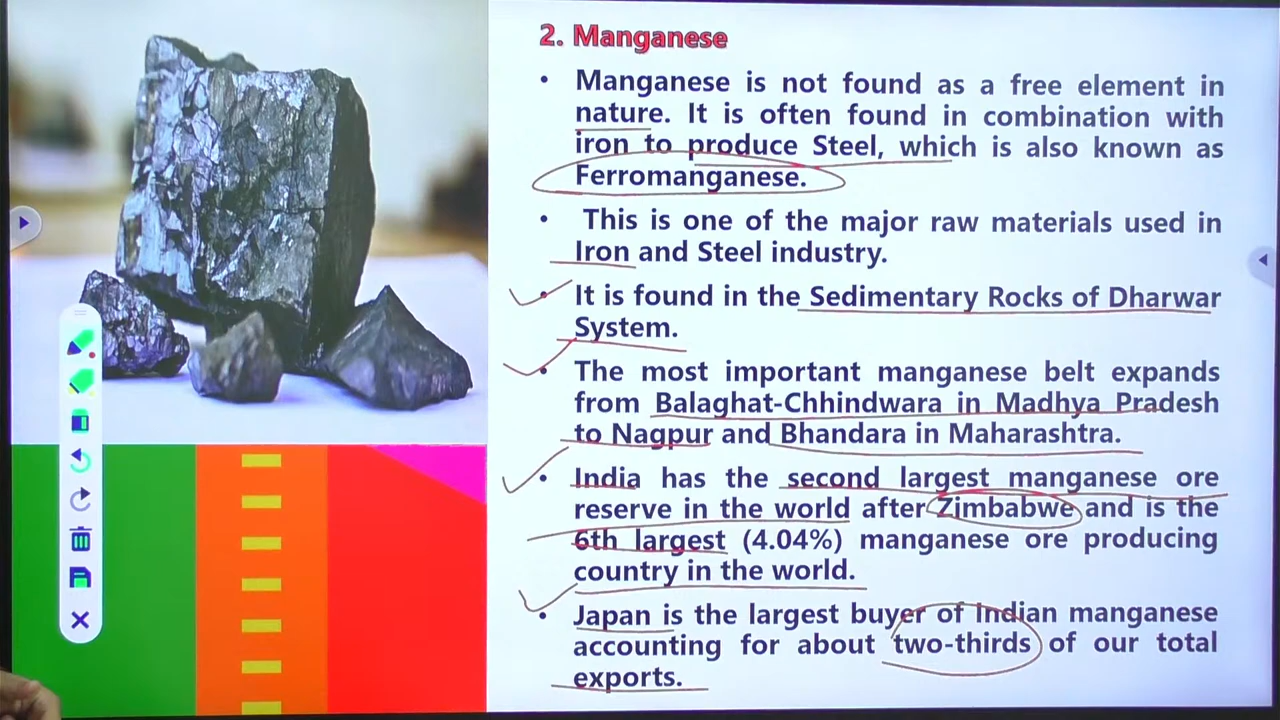 2. Manganese
• Manganese is not found as a free element in
nature. It is often found in combination with
iron to produce Steel, which is also known as
Ferromanganese.
• This is one of the major raw materials used in
Iron and Steel industry.
• It is found in the Sedimentary Rocks of Dharwar
System.
• The most important manganese belt expands
from Balaghat-Chhindwara in Madhya Pradesh
to Nagpur and Bhandara in Maharashtra.
• India has the second largest manganese ore
reserve in the world after Zimbabwe and is the
6th largest (4.04%) manganese ore producing
country in the world.
• Japan is the largest buyer of Indian manganese
accounting for about two-thirds of our total
exports.